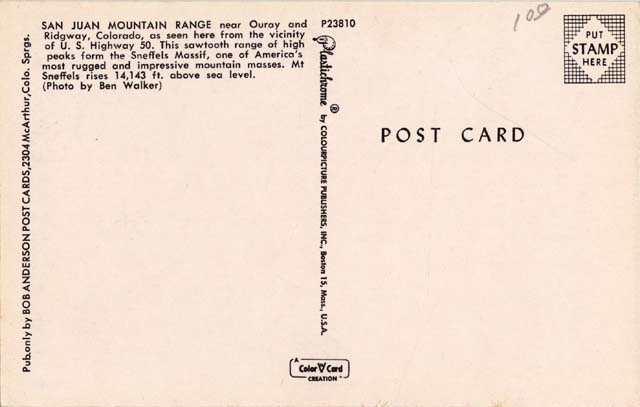 SAN JUAN MOUNTAIN RANGE near Ouray and
Ridgway, Colorado, as seen here from the vicinity
of U. S. Highway 50. This sawtooth range of high
peaks form the Sneffels Massif, one of America's
most rugged and impressive mountain masses. Mt
Sneffels rises 14,143 ft. above sea level.
(Photo by Ben Walker)
P23810
Pub.only by BOB ANDERSON POST CARDS,2304 McArthur,Colo. Sprgs.
Plastichrome ® by COLOURPICTURE PUBLISHERS, INC., Boston 15, Mass., U.S.A.
A
Color Card
CREATION
100
PUT
STAMP
HERE
POST CARD